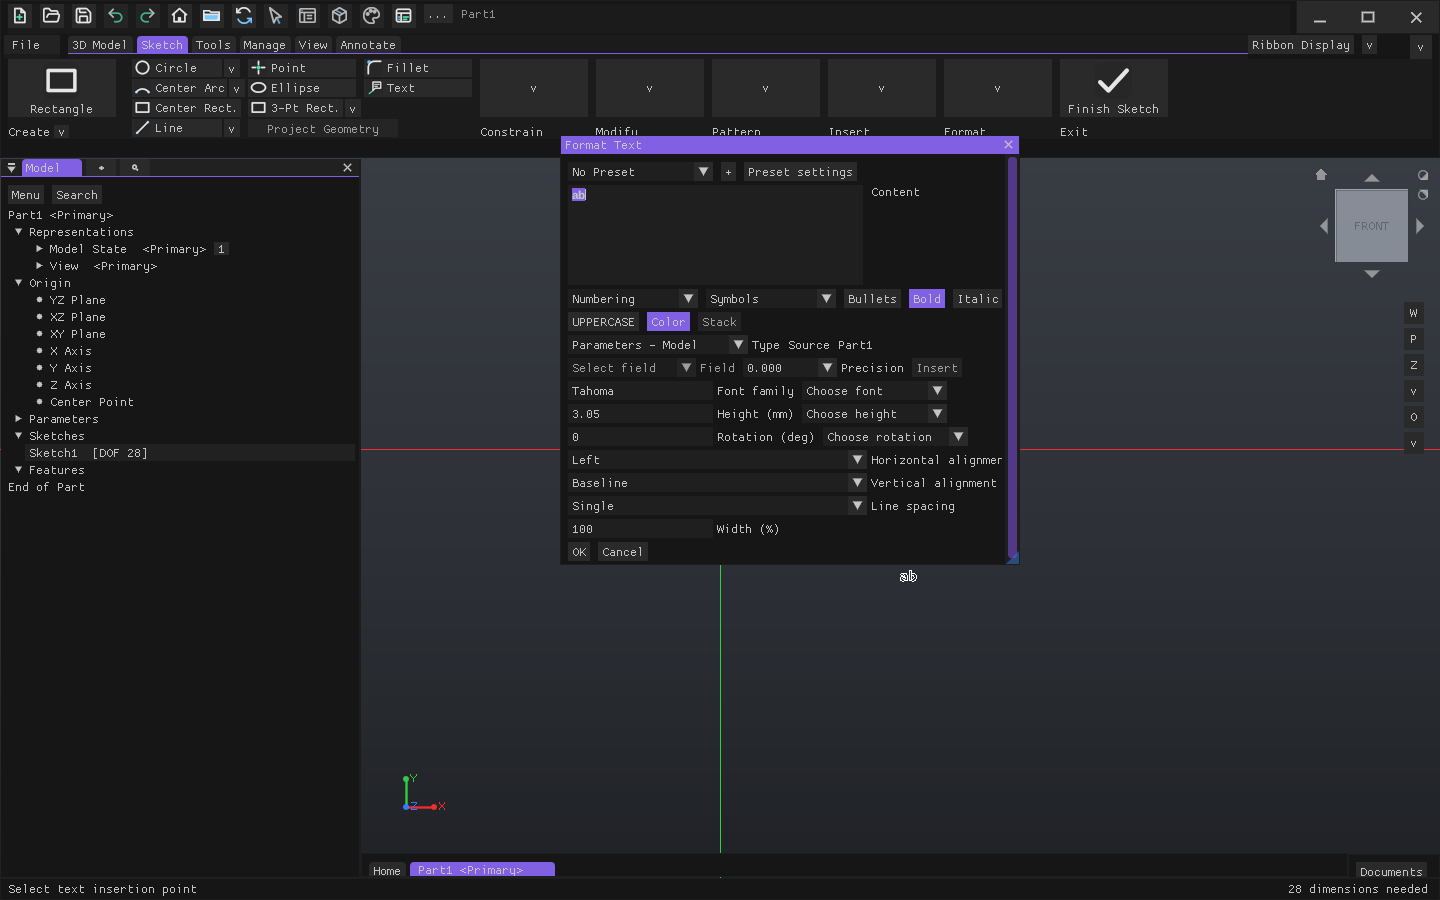 ... Part1
File 3D Model Sketch Tools Manage View Annotate Ribbon Display v v
Circle v Point Fillet
Center Arc v Ellipse Text v v v v v
Rectangle Center Rect. 3-Pt Rect. v Finish Sketch
Create v Line v Project Geometry Constrain Modify Pattern Insert Format Exit
Model
Menu Search
Part1 <Primary>
Representations
Model State <Primary> 1
View <Primary>
Origin
YZ Plane
XZ Plane
XY Plane
X Axis
Y Axis
Z Axis
Center Point
Parameters
Sketches
Sketch1 [DOF 28]
Features
End of Part
Format Text
No Preset + Preset settings
ab Content
Numbering Symbols Bullets Bold Italic
UPPERCASE Color Stack
Parameters - Model Type Source Part1
Select field Field 0.000 Precision Insert
Tahoma Font family Choose font
3.05 Height (mm) Choose height
0 Rotation (deg) Choose rotation
Left Horizontal alignmen
Baseline Vertical alignment
Single Line spacing
100 Width (%)
OK Cancel
ab
FRONT
W
P
Z
v
O
v
Y
Z X
Home Part1 <Primary> Documents
Select text insertion point 28 dimensions needed